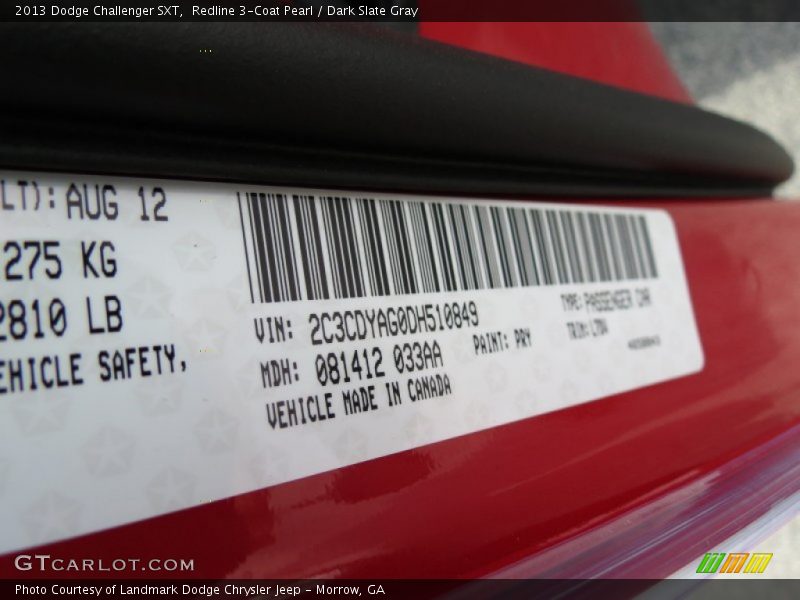 2013 Dodge Challenger SXT, Redline 3-Coat Pearl / Dark Slate Gray
LT): AUG 12
275 KG
2810 LB
EHICLE SAFETY,
VIN: 2C3CDYAG0DH510849
MDH: 081412 033AA
PAINT: PRY
VEHICLE MADE IN CANADA
TYPE: PASSENGER CAR
TRIM:
GTCARLOT.COM
Photo Courtesy of Landmark Dodge Chrysler Jeep - Morrow, GA